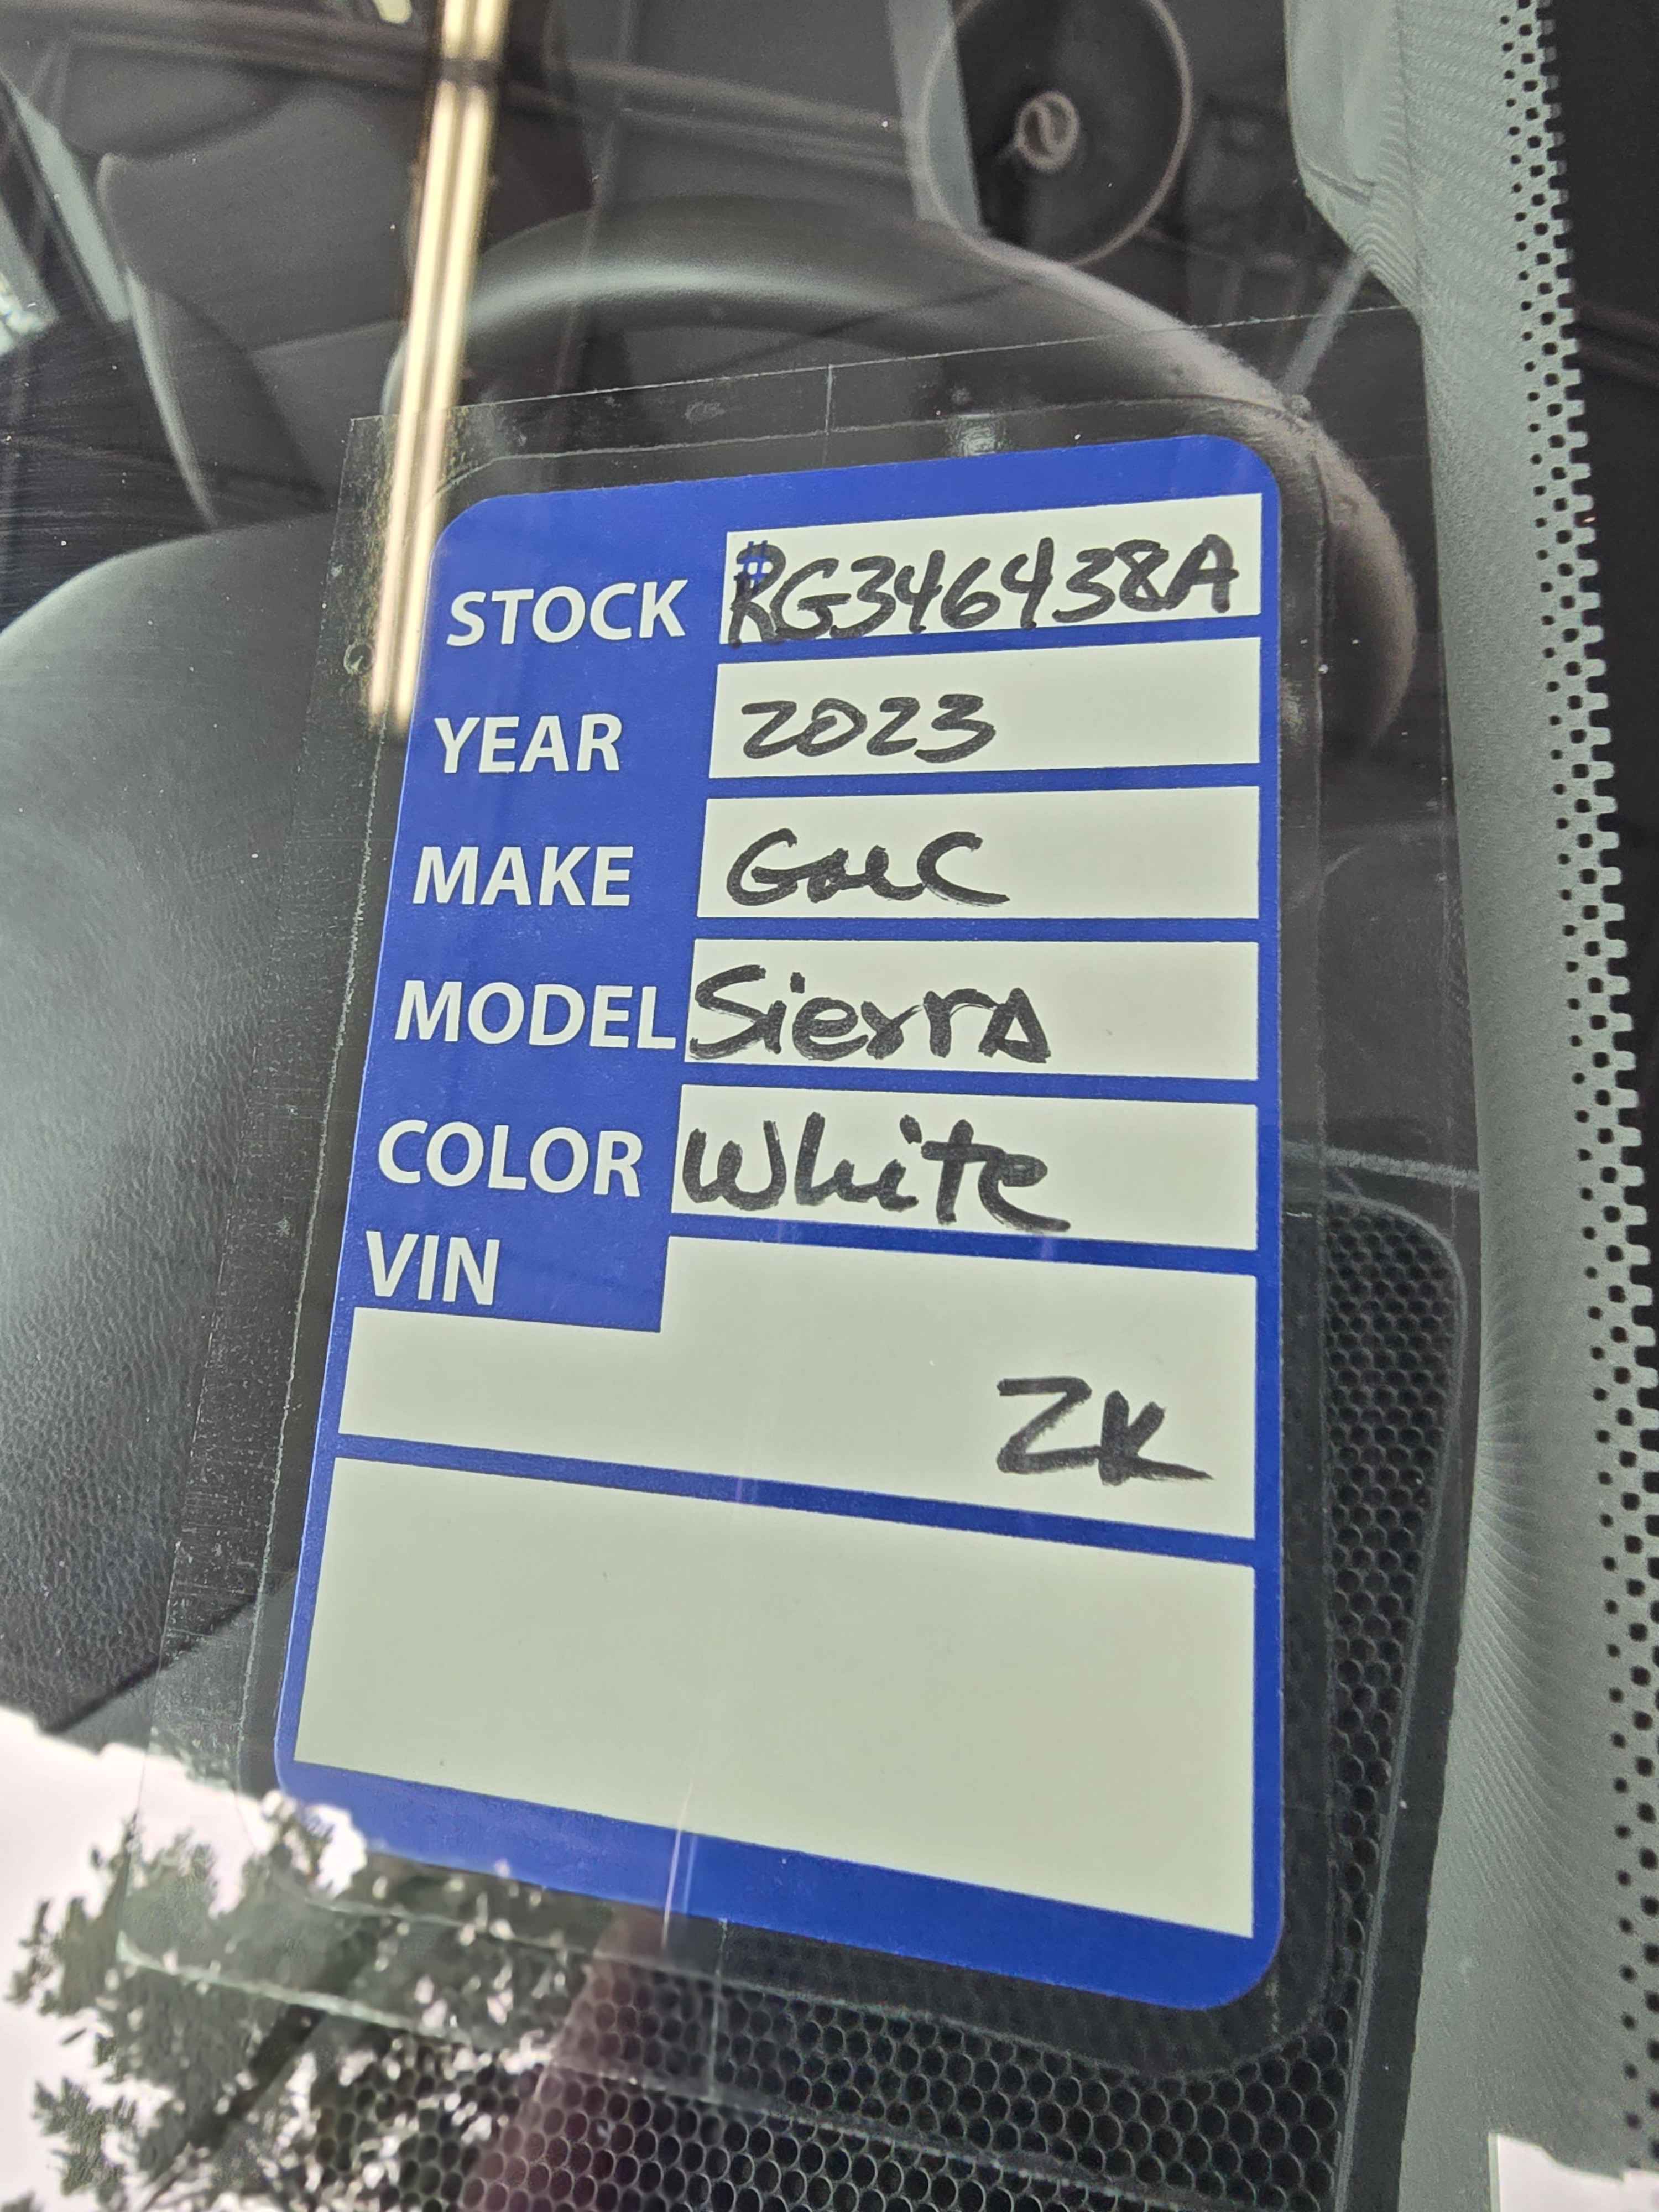 STOCK # RG346438A
YEAR 2023
MAKE GMC
MODEL Sierra
COLOR White
VIN
ZK